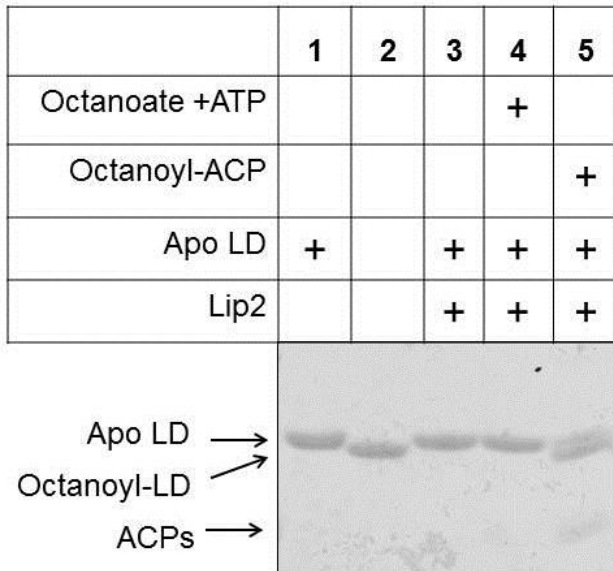 1 2 3 4 5
Octanoate +ATP +
Octanoyl-ACP +
Apo LD + + + +
Lip2 + + +
Apo LD
Octanoyl-LD
ACPs